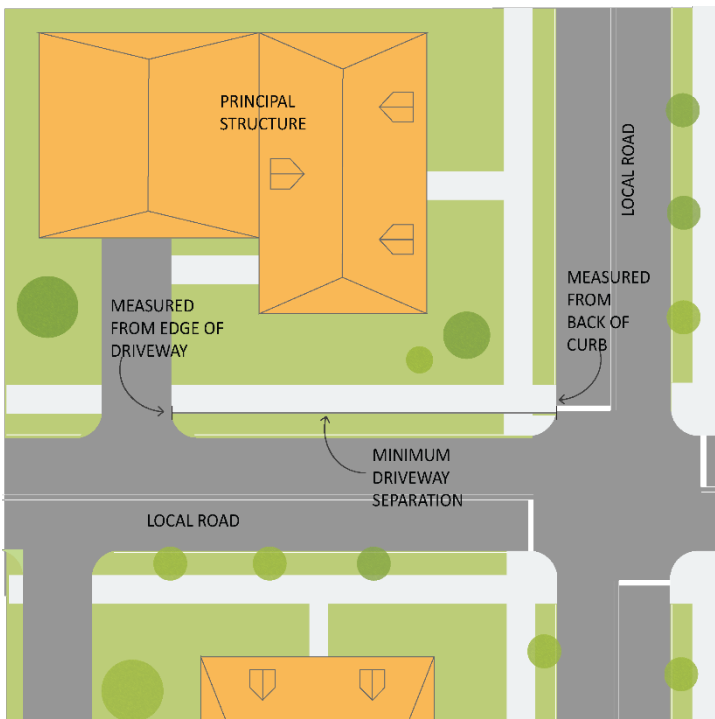 PRINCIPAL
STRUCTURE
LOCAL ROAD
MEASURED
FROM EDGE OF
DRIVEWAY
MEASURED
FROM
BACK OF
CURB
MINIMUM
DRIVEWAY
SEPARATION
LOCAL ROAD